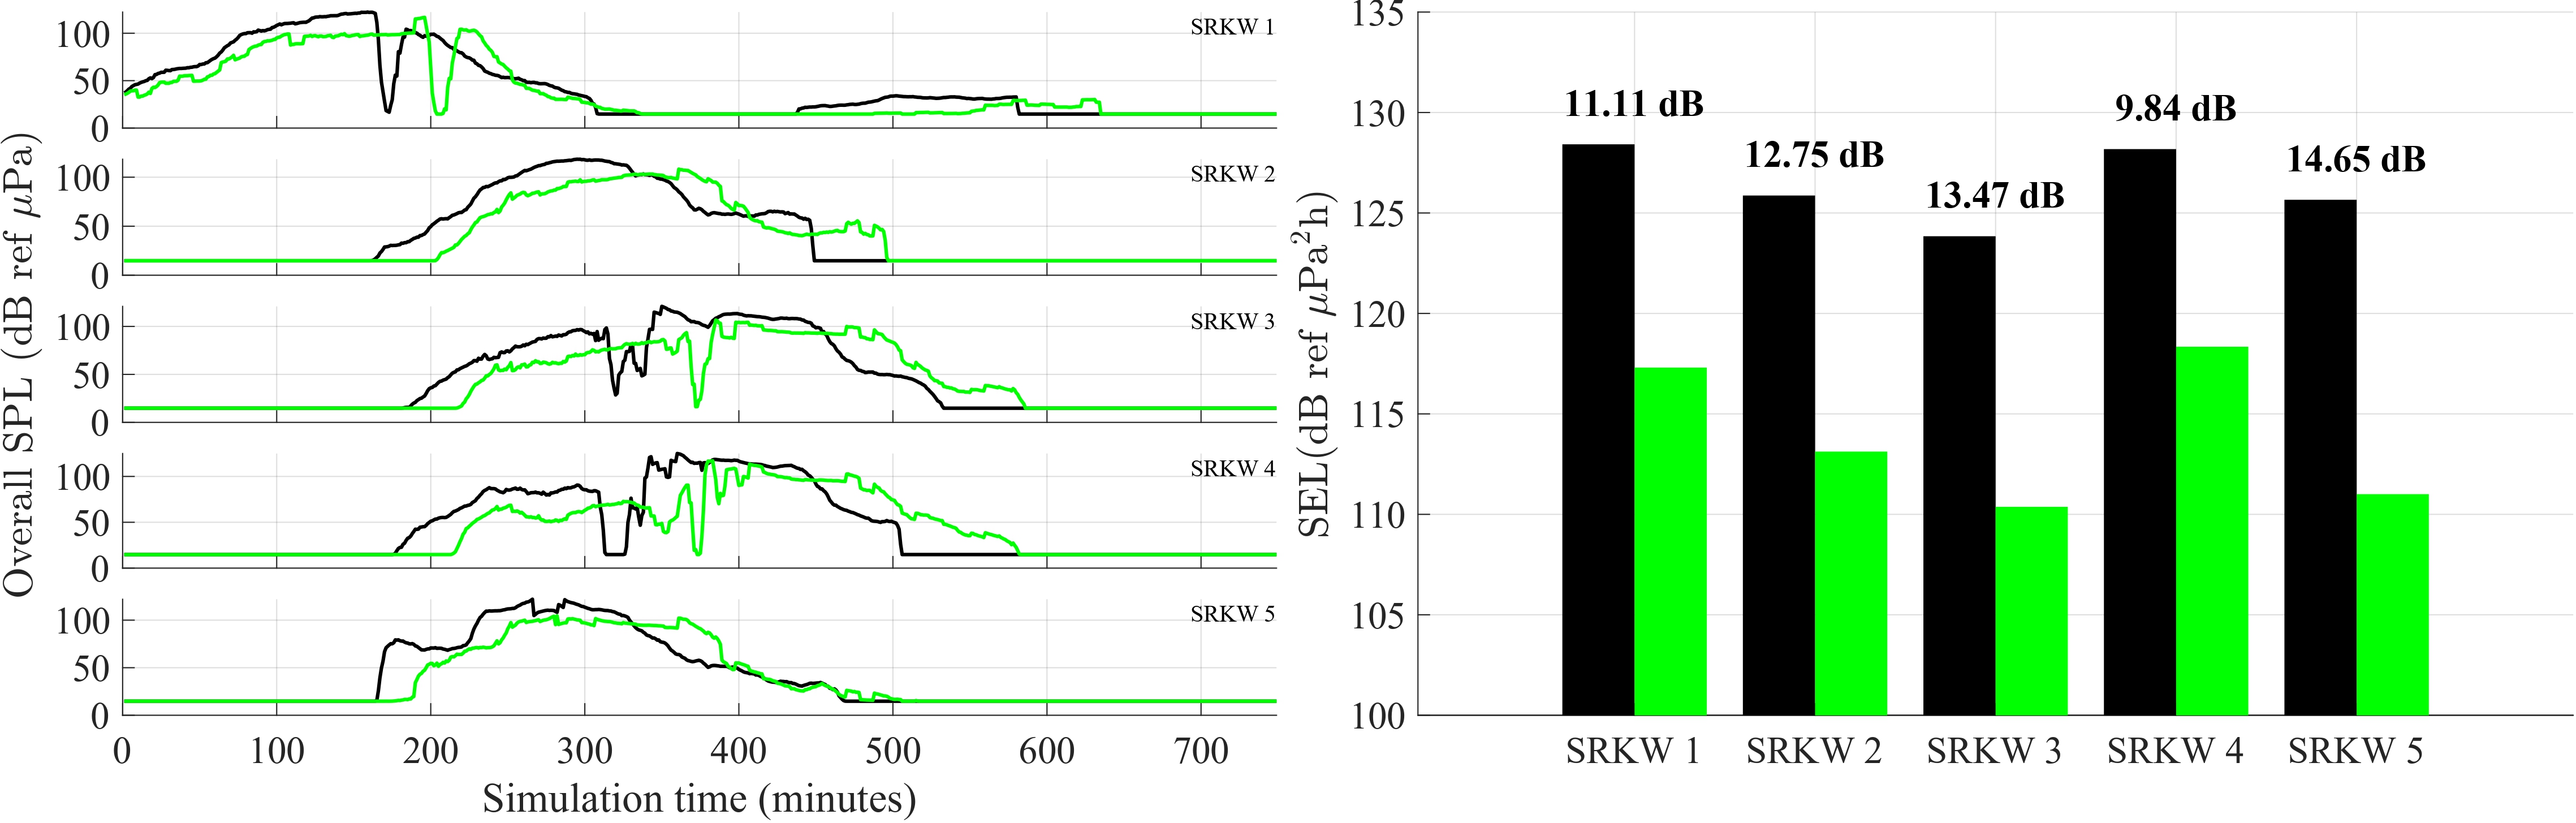 Overall SPL (dB ref μPa)
100
50
0
SRKW 1
100
50
0
SRKW 2
100
50
0
SRKW 3
100
50
0
SRKW 4
100
50
0
SRKW 5
0 100 200 300 400 500 600 700
Simulation time (minutes)
SEL(dB ref μPa²h)
135
130
125
120
115
110
105
100
11.11 dB
12.75 dB
13.47 dB
9.84 dB
14.65 dB
SRKW 1 SRKW 2 SRKW 3 SRKW 4 SRKW 5